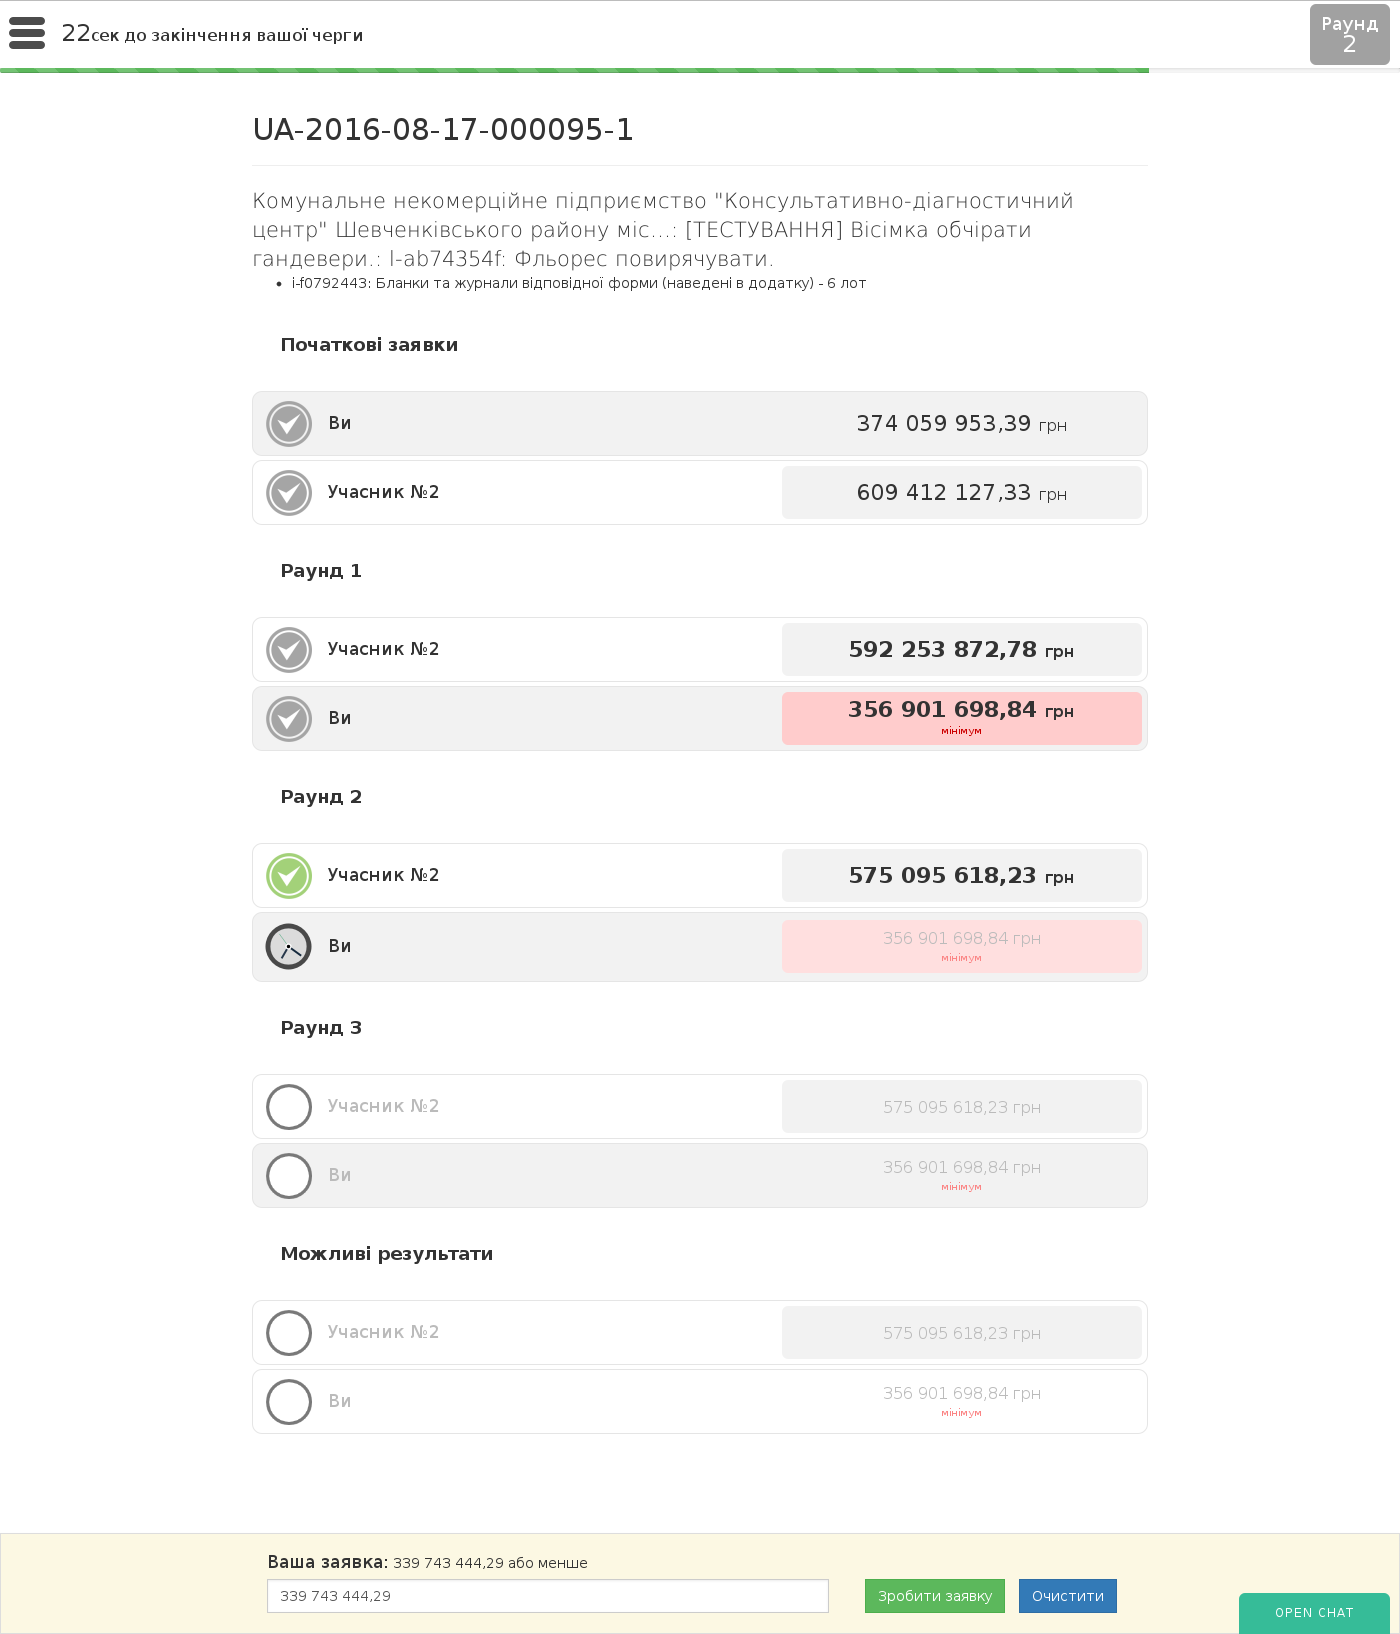 22сек до закінчення вашої черги
Раунд
2
UA-2016-08-17-000095-1
Комунальне некомерційне підприємство "Консультативно-діагностичний
центр" Шевченківського району міс...: [ТЕСТУВАННЯ] Вісімка обчірати
гандевери.: l-ab74354f: Фльорес повирячувати.
i-f0792443: Бланки та журнали відповідної форми (наведені в додатку) - 6 лот
Початкові заявки
Ви 374 059 953,39 грн
Учасник №2 609 412 127,33 грн
Раунд 1
Учасник №2 592 253 872,78 грн
Ви 356 901 698,84 грн
мінімум
Раунд 2
Учасник №2 575 095 618,23 грн
Ви 356 901 698,84 грн
мінімум
Раунд 3
Учасник №2 575 095 618,23 грн
Ви 356 901 698,84 грн
мінімум
Можливі результати
Учасник №2 575 095 618,23 грн
Ви 356 901 698,84 грн
мінімум
Ваша заявка: 339 743 444,29 або менше
339 743 444,29 Зробити заявку Очистити
OPEN CHAT